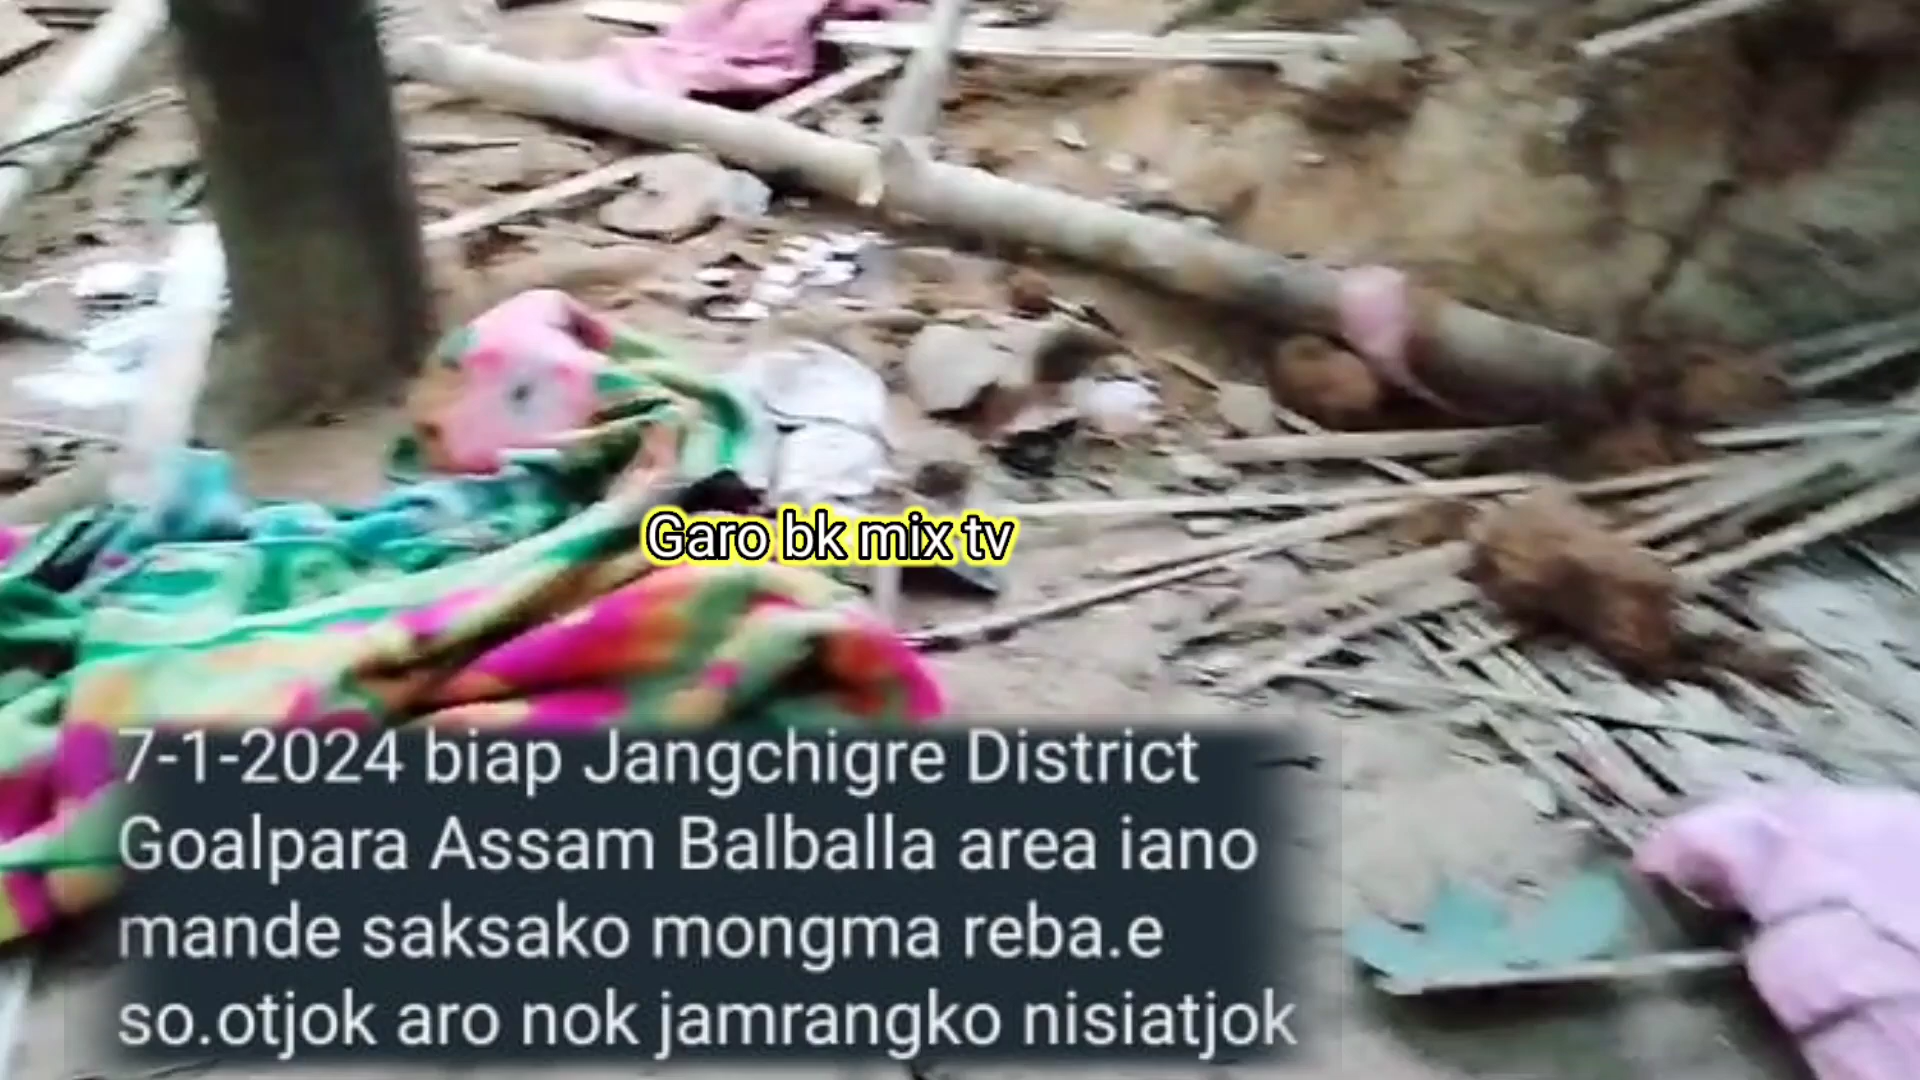 Garo bk mix tv
7-1-2024 biap Jangchigre District
Goalpara Assam Balballa area iano
mande saksako mongma reba.e
so.otjok aro nok jamrangko nisiatjok